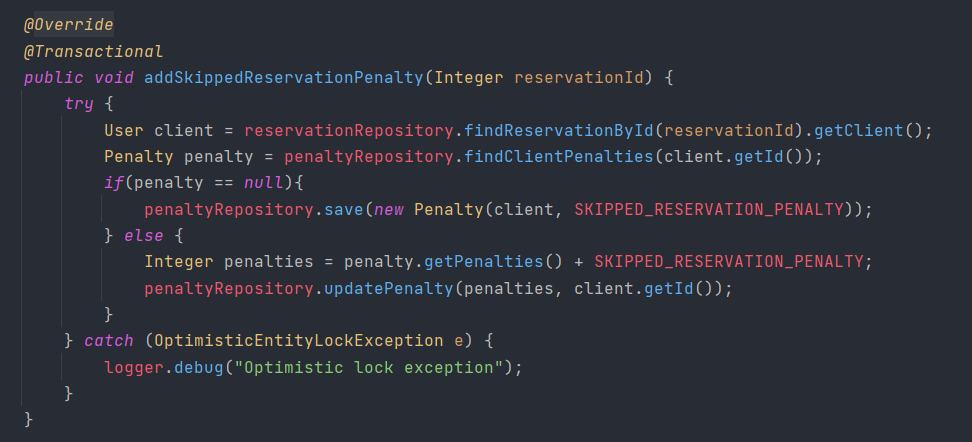 @Override
@Transactional
public void addSkippedReservationPenalty(Integer reservationId) {
    try {
        User client = reservationRepository.findReservationById(reservationId).getClient();
        Penalty penalty = penaltyRepository.findClientPenalties(client.getId());
        if(penalty == null){
            penaltyRepository.save(new Penalty(client, SKIPPED_RESERVATION_PENALTY));
        } else {
            Integer penalties = penalty.getPenalties() + SKIPPED_RESERVATION_PENALTY;
            penaltyRepository.updatePenalty(penalties, client.getId());
        }
    } catch (OptimisticEntityLockException e) {
        logger.debug("Optimistic lock exception");
    }
}